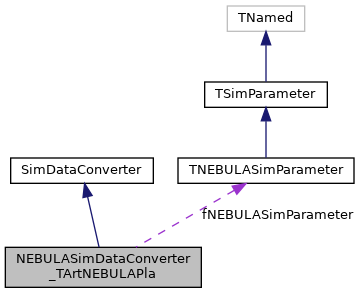 TNamed
TSimParameter
SimDataConverter
TNEBULASimParameter
fNEBULASimParameter
NEBULASimDataConverter
_TArtNEBULAPla